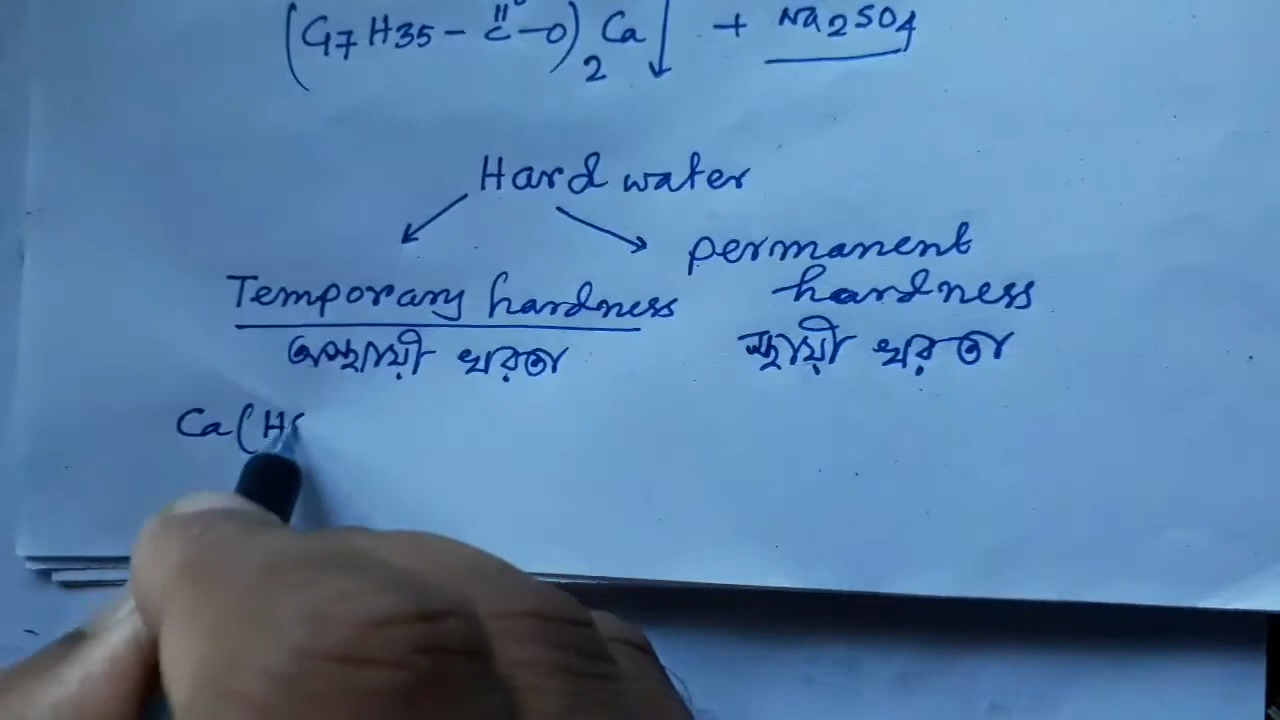 (C17H35-C-O)2Ca↓ + Na2SO4
Hard water
Temporary hardness
permanent hardness
অস্থায়ী খরতা
স্থায়ী খরতা
Ca(H